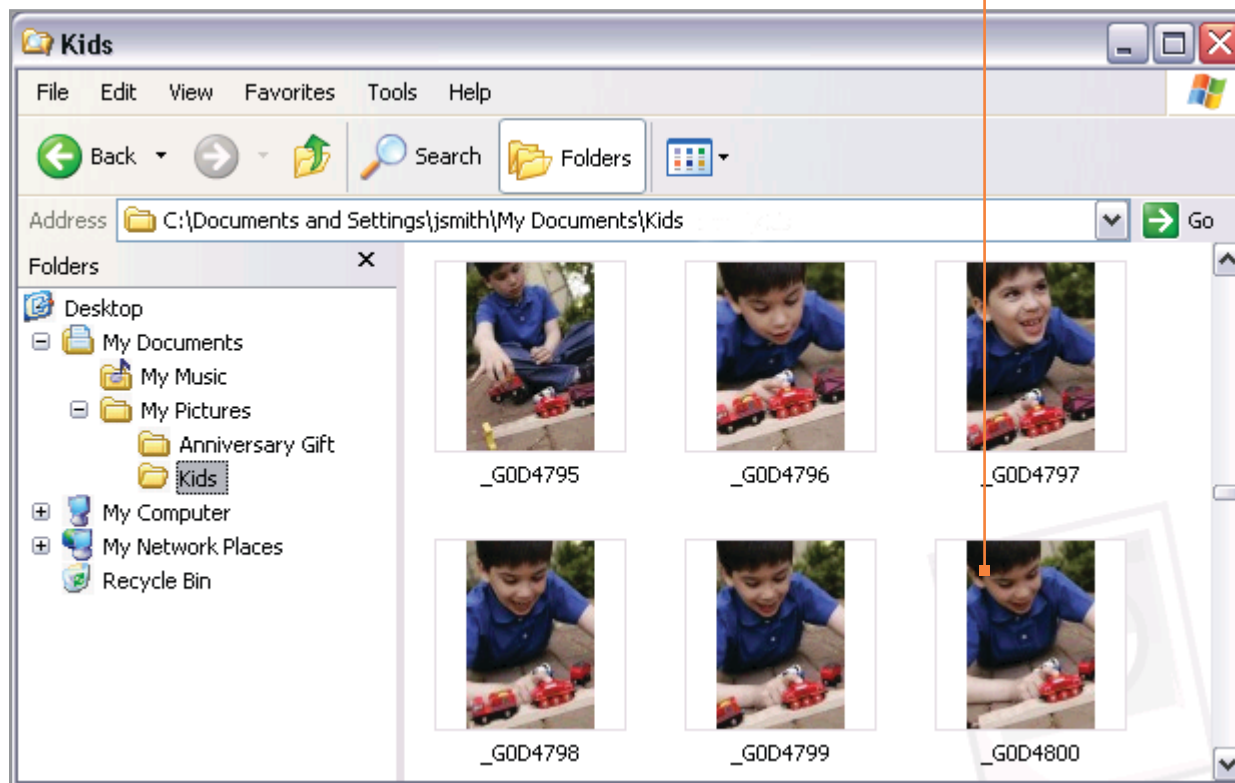 Kids
File Edit View Favorites Tools Help
Back Search Folders
Address C:\Documents and Settings\jsmith\My Documents\Kids Go
Folders
Desktop
My Documents
My Music
My Pictures
Anniversary Gift
Kids
My Computer
My Network Places
Recycle Bin
_G0D4795 _G0D4796 _G0D4797
_G0D4798 _G0D4799 _G0D4800